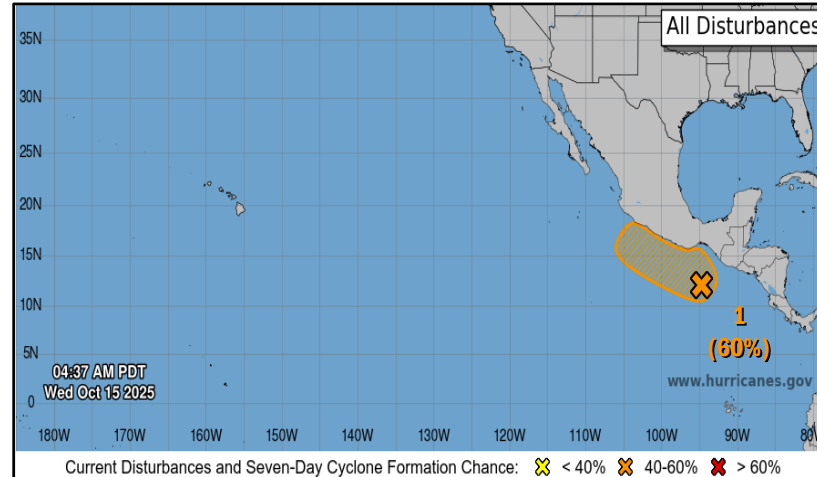 All Disturbances
35N
30N
25N
20N
15N
10N
5N
0
1
(60%)
www.hurricanes.gov
04:37 AM PDT
Wed Oct 15 2025
180W 170W 160W 150W 140W 130W 120W 110W 100W 90W 80W
Current Disturbances and Seven-Day Cyclone Formation Chance: < 40% 40-60% > 60%